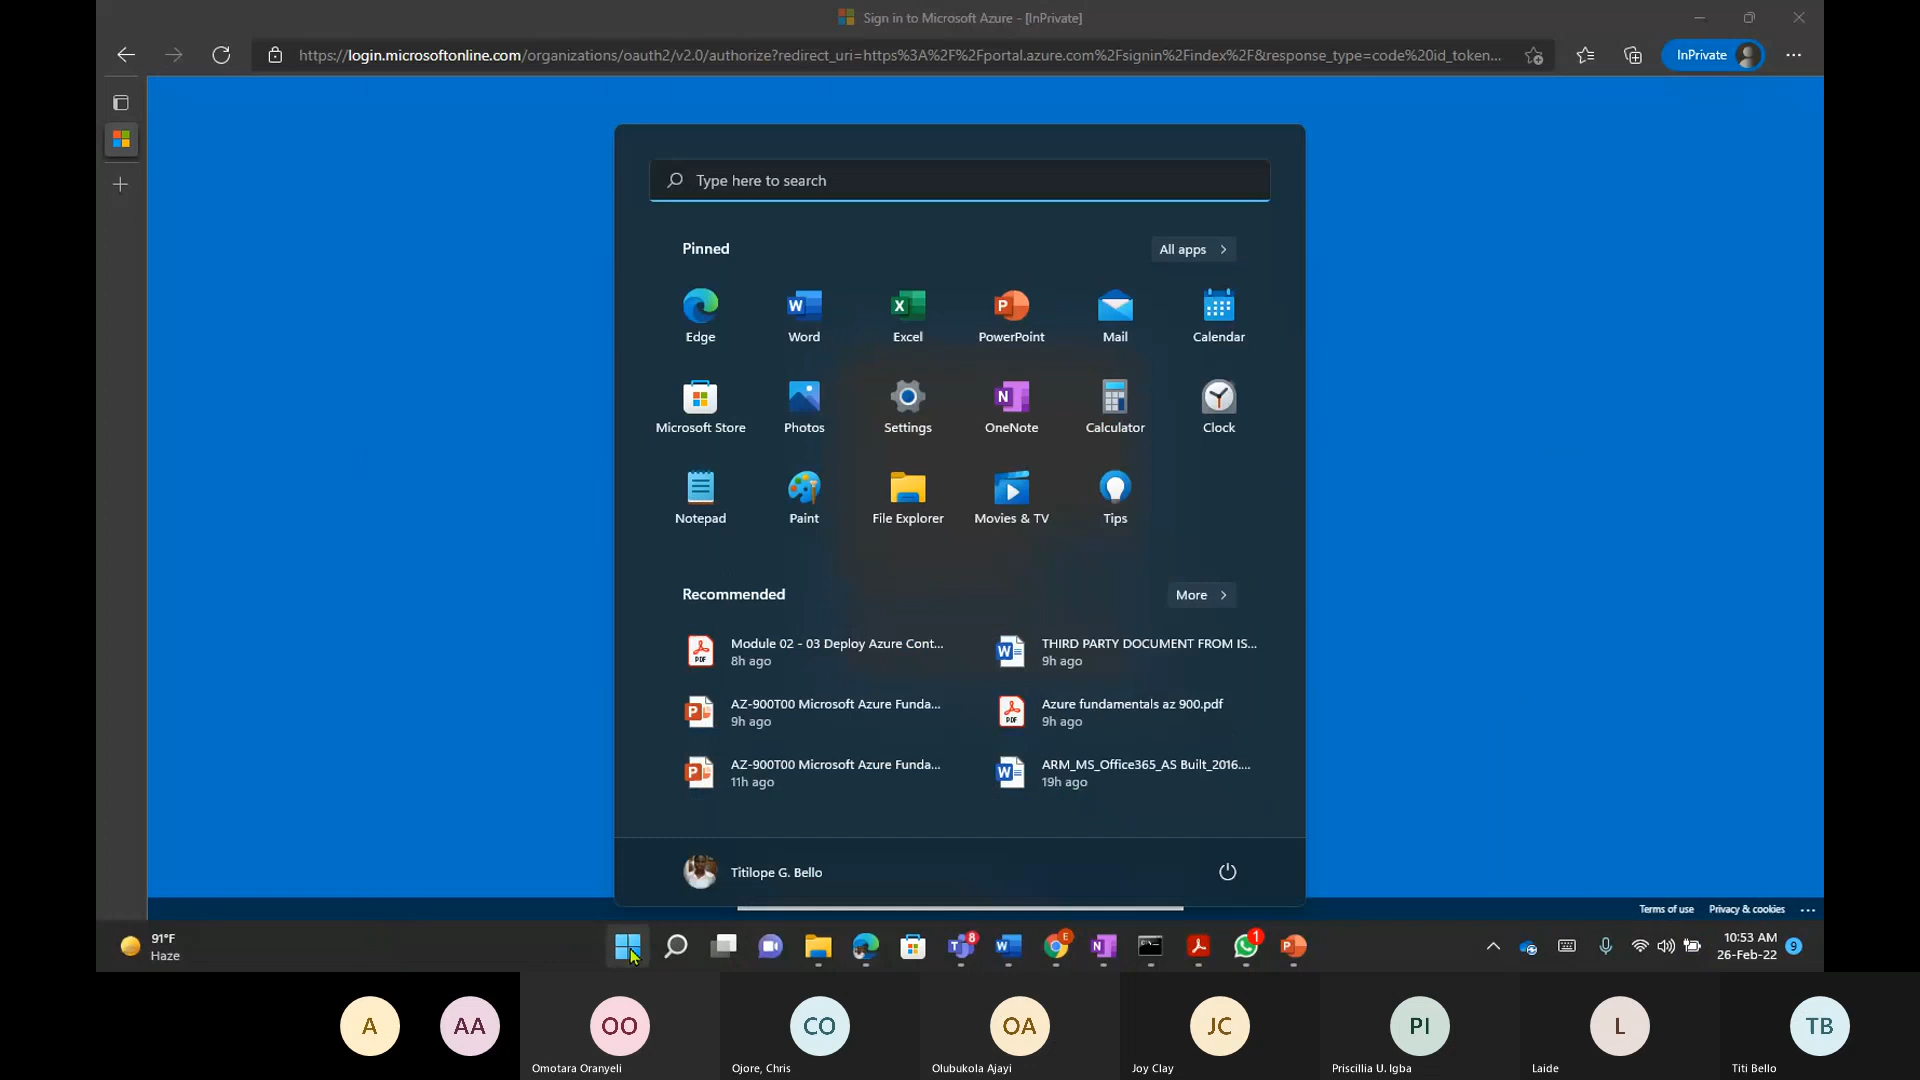 Sign in to Microsoft Azure - [InPrivate]
https://login.microsoftonline.com/organizations/oauth2/v2.0/authorize?redirect_uri=https%3A%2F%2Fportal.azure.com%2Fsignin%2Findex%2F&response_type=code%20id_token...
InPrivate
Type here to search
Pinned
All apps
Edge
Word
Excel
PowerPoint
Mail
Calendar
Microsoft Store
Photos
Settings
OneNote
Calculator
Clock
Notepad
Paint
File Explorer
Movies & TV
Tips
Recommended
More
Module 02 - 03 Deploy Azure Cont...
8h ago
THIRD PARTY DOCUMENT FROM IS...
9h ago
AZ-900T00 Microsoft Azure Funda...
9h ago
Azure fundamentals az 900.pdf
9h ago
AZ-900T00 Microsoft Azure Funda...
11h ago
ARM_MS_Office365_AS Built_2016....
19h ago
Titilope G. Bello
Terms of use
Privacy & cookies
91°F
Haze
8
E
1
10:53 AM
26-Feb-22
9
A
AA
OO
CO
OA
JC
PI
L
TB
Omotara Oranyeli
Ojore, Chris
Olubukola Ajayi
Joy Clay
Priscillia U. Igba
Laide
Titi Bello